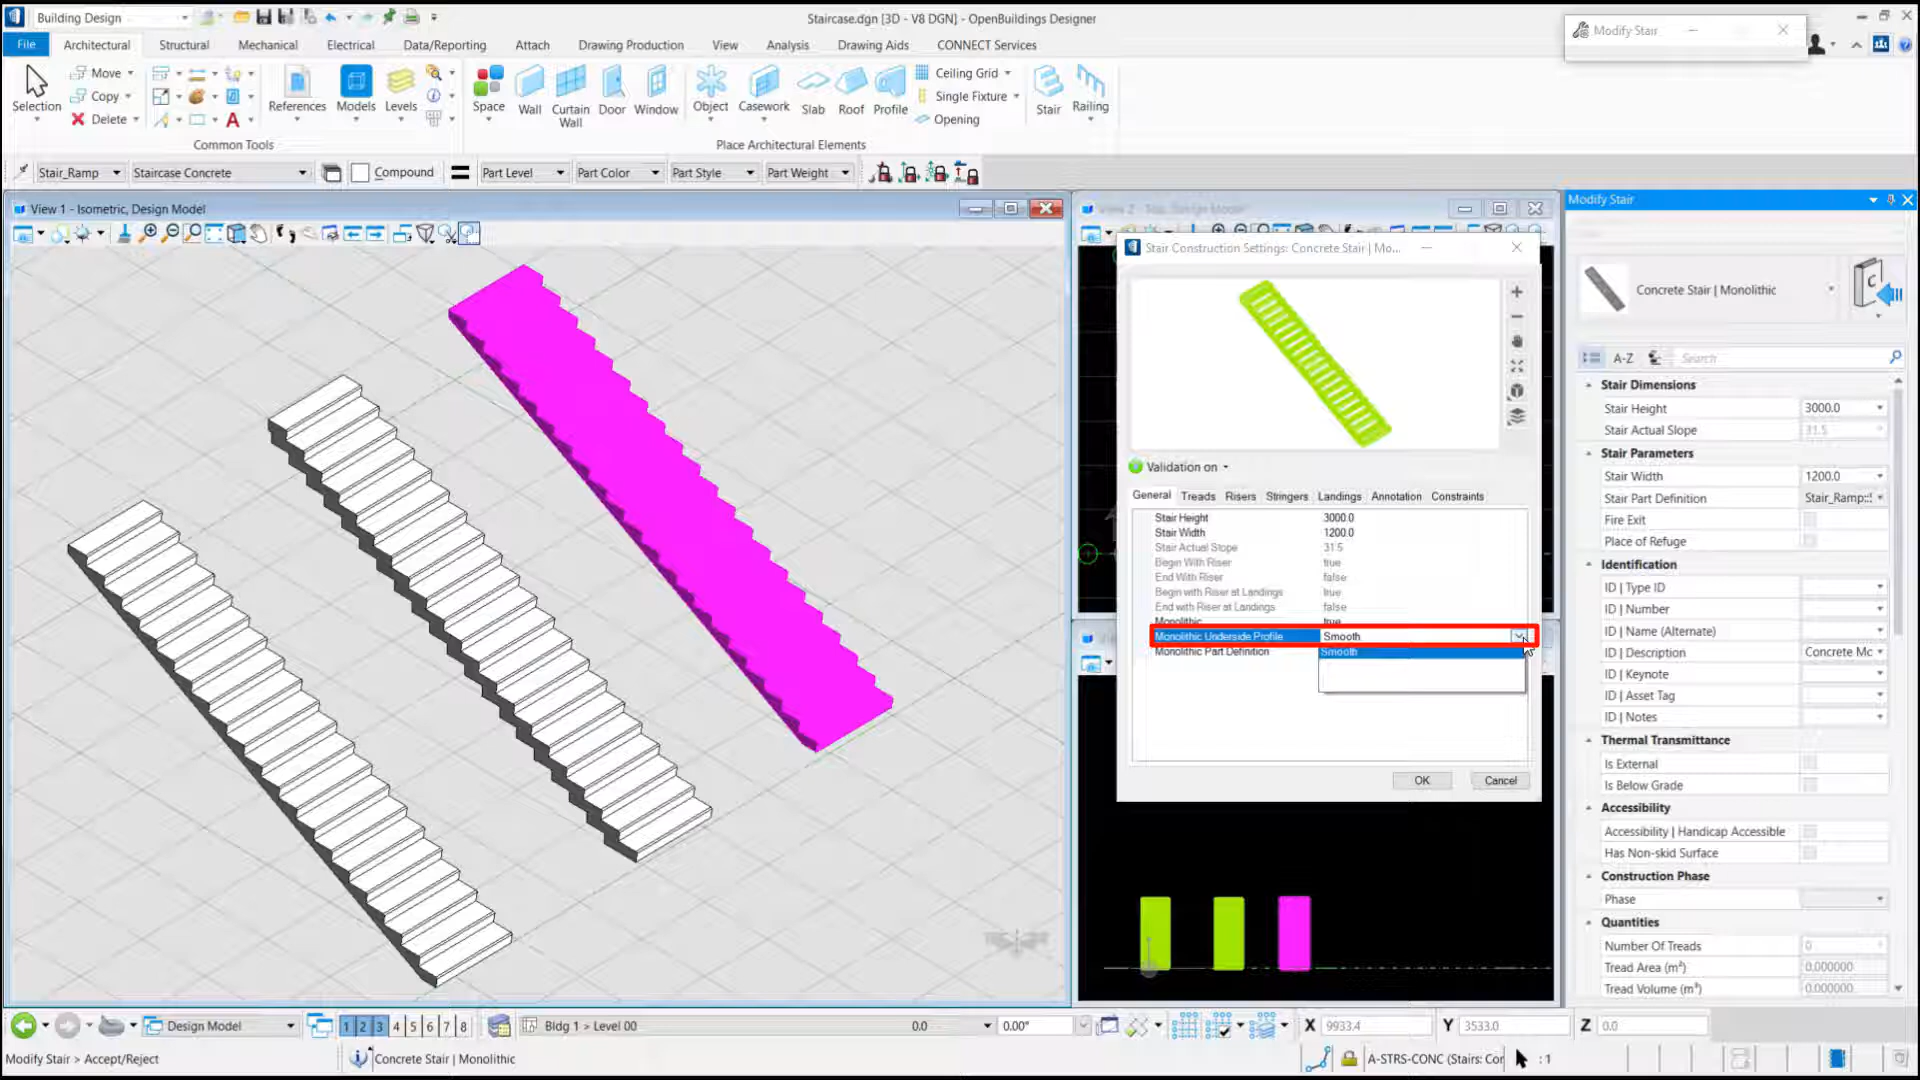 Building Design
Staircase.dgn [3D - V8 DGN] - OpenBuildings Designer
Modify Stair
File Architectural Structural Mechanical Electrical Data/Reporting Attach Drawing Production View Analysis Drawing Aids CONNECT Services
Selection
Move
Copy
Delete
References
Models
Levels
Space
Wall
Curtain Wall
Door
Window
Object
Casework
Slab
Roof
Profile
Ceiling Grid
Single Fixture
Opening
Stair
Railing
Common Tools
Place Architectural Elements
Stair_Ramp Staircase Concrete Compound Part Level Part Color Part Style Part Weight
View 1 - Isometric, Design Model
Modify Stair
Stair Construction Settings: Concrete Stair | Mo...
Validation on
General Treads Risers Stringers Landings Annotation Constraints
Stair Height 3000.0
Stair Width 1200.0
Stair Actual Slope 31.5
Begin With Riser true
End With Riser false
Begin with Riser at Landings true
End with Riser at Landings false
Monolithic true
Monolithic Underside Profile Smooth
Monolithic Part Definition Smooth
OK Cancel
Concrete Stair | Monolithic
A-Z Search
Stair Dimensions
Stair Height 3000.0
Stair Actual Slope 31.5
Stair Parameters
Stair Width 1200.0
Stair Part Definition Stair_Ramp::
Fire Exit
Place of Refuge
Identification
ID | Type ID
ID | Number
ID | Name (Alternate)
ID | Description Concrete Mc
ID | Keynote
ID | Asset Tag
ID | Notes
Thermal Transmittance
Is External
Is Below Grade
Accessibility
Accessibility | Handicap Accessible
Has Non-skid Surface
Construction Phase
Phase
Quantities
Number Of Treads 0
Tread Area (m²) 0.000000
Tread Volume (m³) 0.000000
Design Model 1 2 3 4 5 6 7 8 Bldg 1 > Level 00 0.0 0.00° X 9933.4 Y 3533.0 Z 0.0
Modify Stair > Accept/Reject Concrete Stair | Monolithic A-STRS-CONC (Stairs: Cor : 1